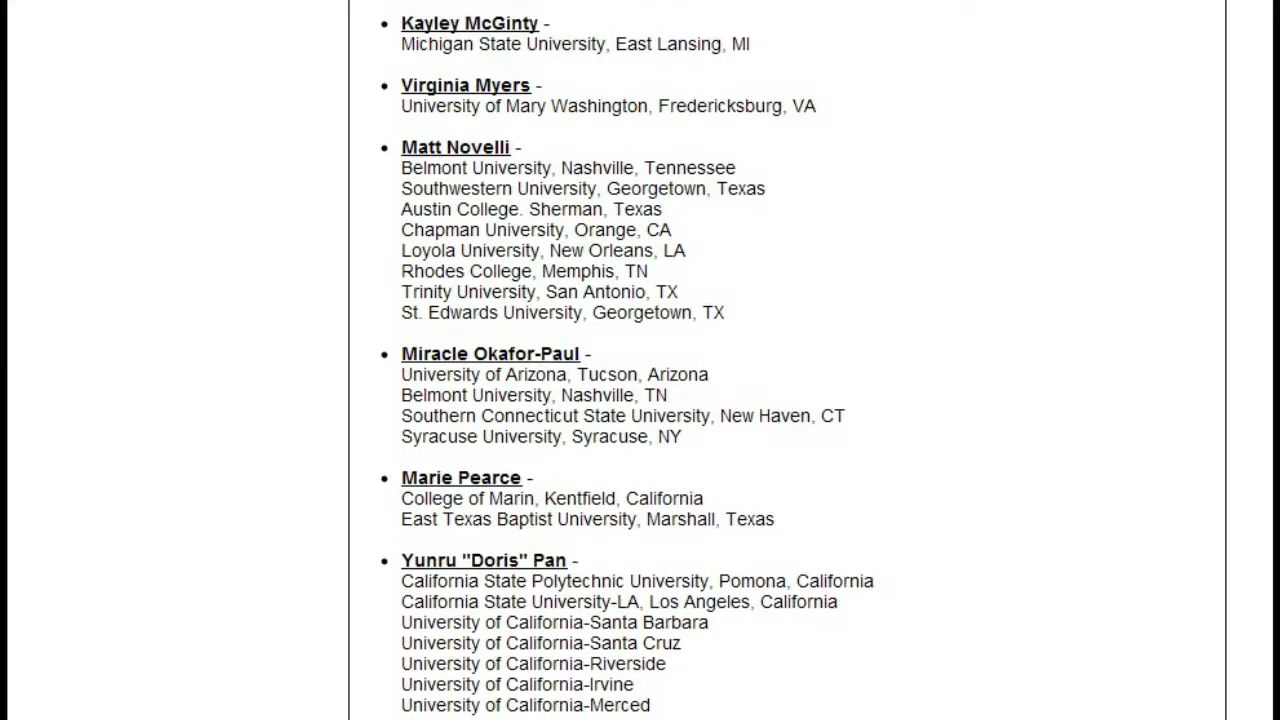 • Kayley McGinty -
Michigan State University, East Lansing, MI
• Virginia Myers -
University of Mary Washington, Fredericksburg, VA
• Matt Novelli -
Belmont University, Nashville, Tennessee
Southwestern University, Georgetown, Texas
Austin College. Sherman, Texas
Chapman University, Orange, CA
Loyola University, New Orleans, LA
Rhodes College, Memphis, TN
Trinity University, San Antonio, TX
St. Edwards University, Georgetown, TX
• Miracle Okafor-Paul -
University of Arizona, Tucson, Arizona
Belmont University, Nashville, TN
Southern Connecticut State University, New Haven, CT
Syracuse University, Syracuse, NY
• Marie Pearce -
College of Marin, Kentfield, California
East Texas Baptist University, Marshall, Texas
• Yunru "Doris" Pan -
California State Polytechnic University, Pomona, California
California State University-LA, Los Angeles, California
University of California-Santa Barbara
University of California-Santa Cruz
University of California-Riverside
University of California-Irvine
University of California-Merced